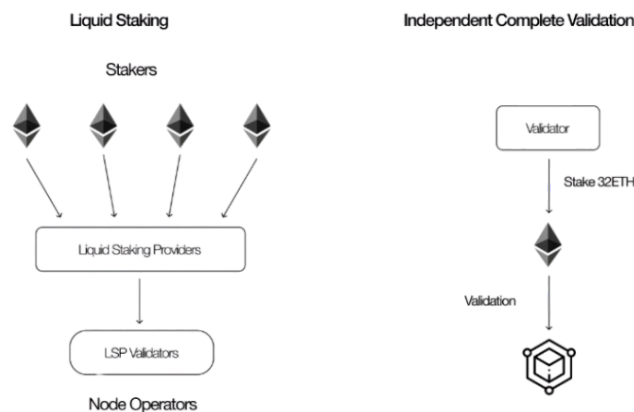 Liquid Staking
Stakers
Liquid Staking Providers
LSP Validators
Node Operators
Independent Complete Validation
Validator
Stake 32ETH
Validation